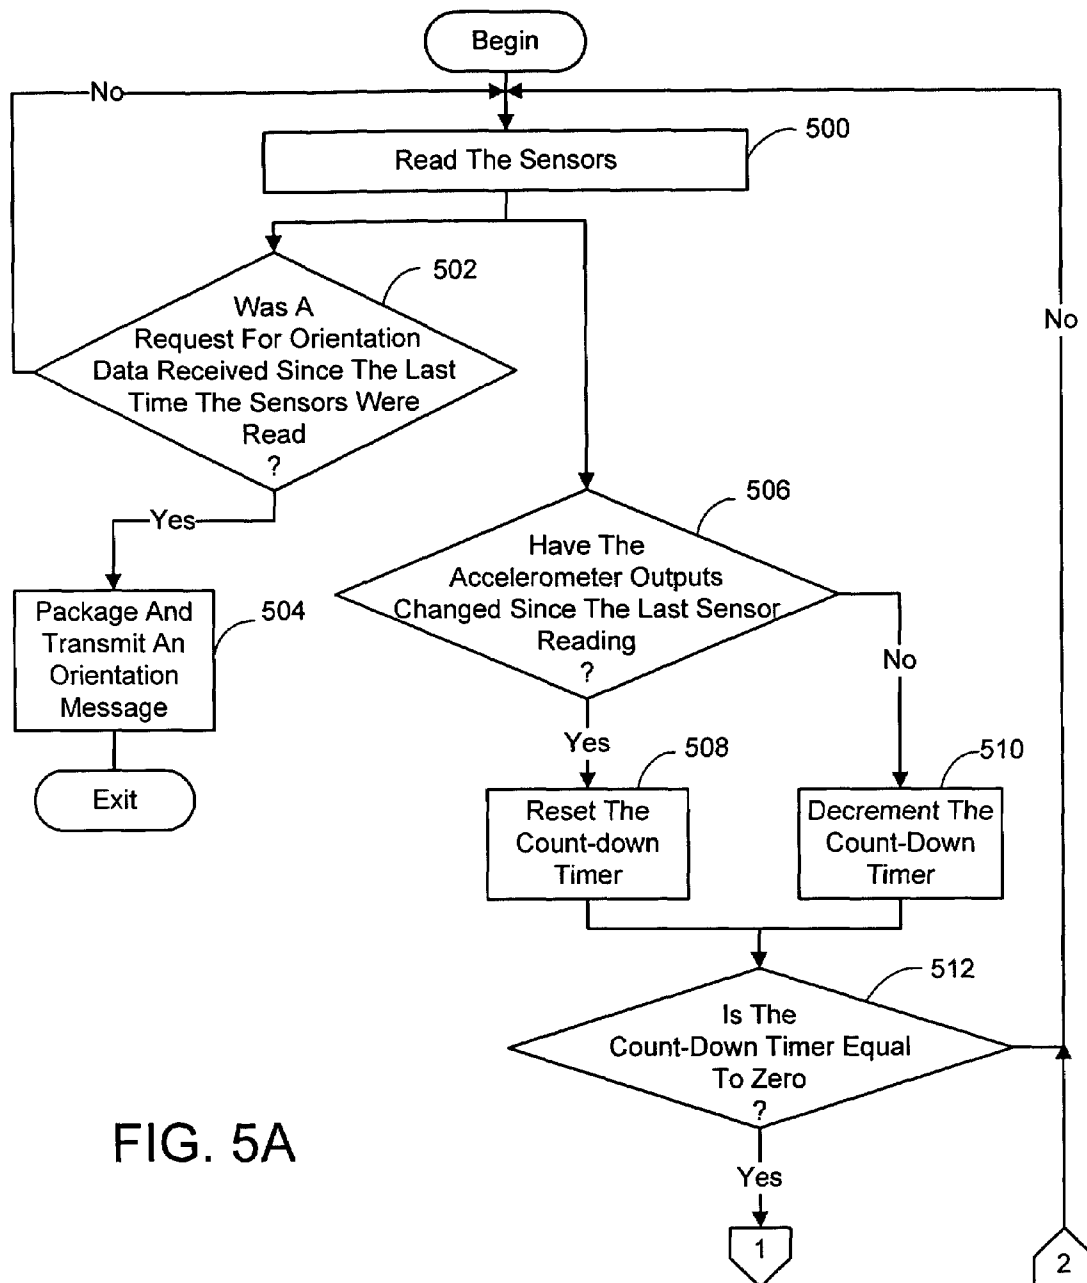 Begin
No
500
Read The Sensors
502
Was A
Request For Orientation
Data Received Since The Last
Time The Sensors Were
Read
?
No
506
Yes
Have The
Accelerometer Outputs
Changed Since The Last Sensor
Reading
?
504
Package And
Transmit An
Orientation
Message
No
Yes
508
510
Exit
Reset The
Count-down
Timer
Decrement The
Count-Down
Timer
512
Is The
Count-Down Timer Equal
To Zero
?
FIG. 5A
Yes
1
2